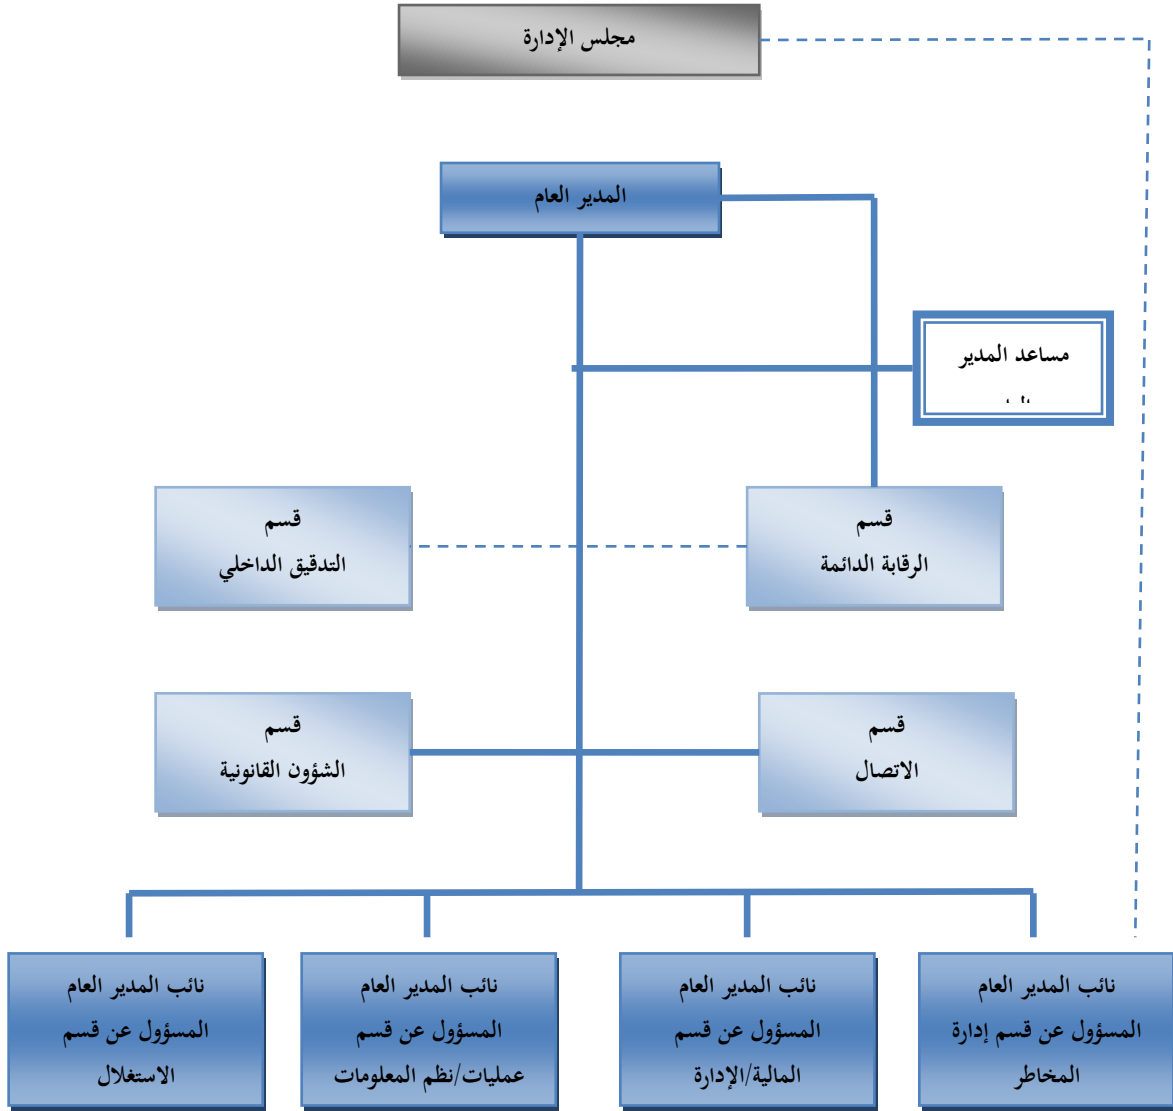 مجلس الإدارة
المدير العام
مساعد المدير
قسم
الرقابة الدائمة
قسم
التدقيق الداخلي
قسم
الاتصال
قسم
الشؤون القانونية
نائب المدير العام
المسؤول عن قسم إدارة
المخاطر
نائب المدير العام
المسؤول عن قسم
المالية/الإدارة
نائب المدير العام
المسؤول عن قسم
عمليات/نظم المعلومات
نائب المدير العام
المسؤول عن قسم
الاستغلال